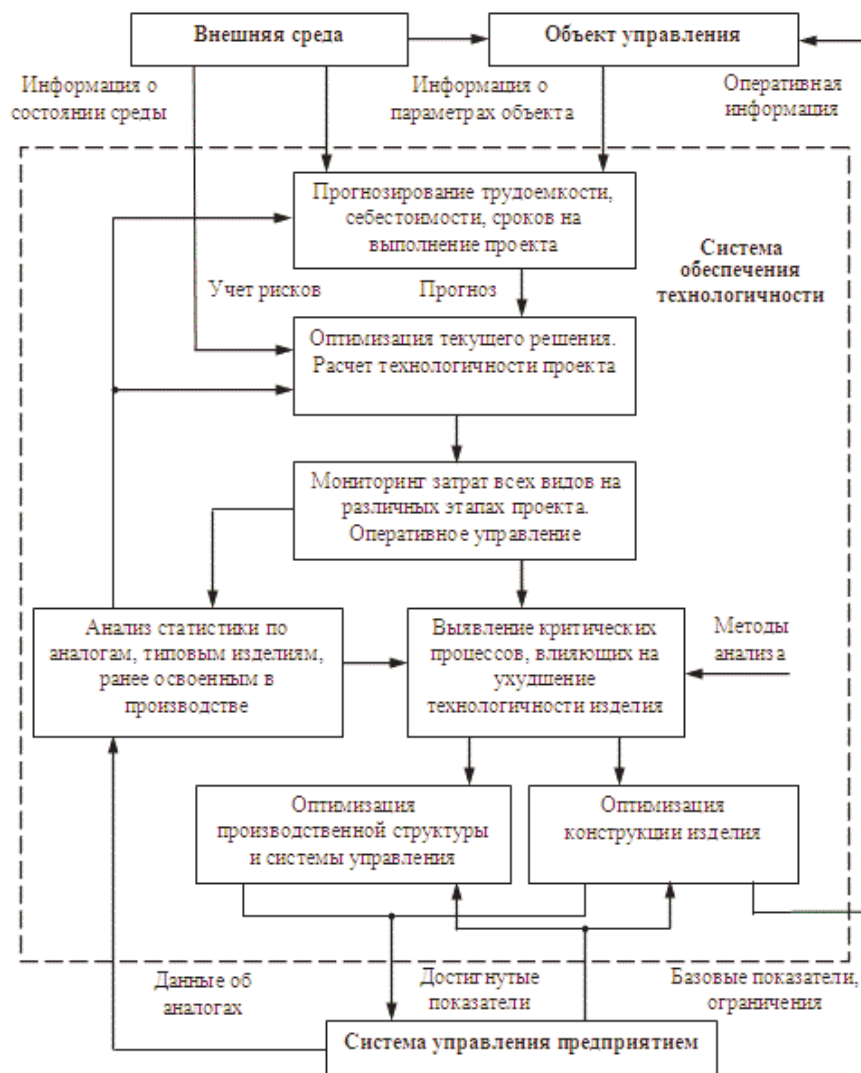 Внешняя среда
Объект управления
Информация о
состоянии среды
Информация о
параметрах объекта
Оперативная
информация
Прогнозирование трудоемкости,
себестоимости, сроков на
выполнение проекта
Система
обеспечения
технологичности
Учет рисков
Прогноз
Оптимизация текущего решения.
Расчет технологичности проекта
Мониторинг затрат всех видов на
различных этапах проекта.
Оперативное управление
Анализ статистики по
аналогам, типовым изделиям,
ранее освоенным в
производстве
Выявление критических
процессов, влияющих на
ухудшение
технологичности изделия
Методы
анализа
Оптимизация
производственной структуры
и системы управления
Оптимизация
конструкции изделия
Данные об
аналогах
Достигнутые
показатели
Базовые показатели,
ограничения
Система управления предприятием